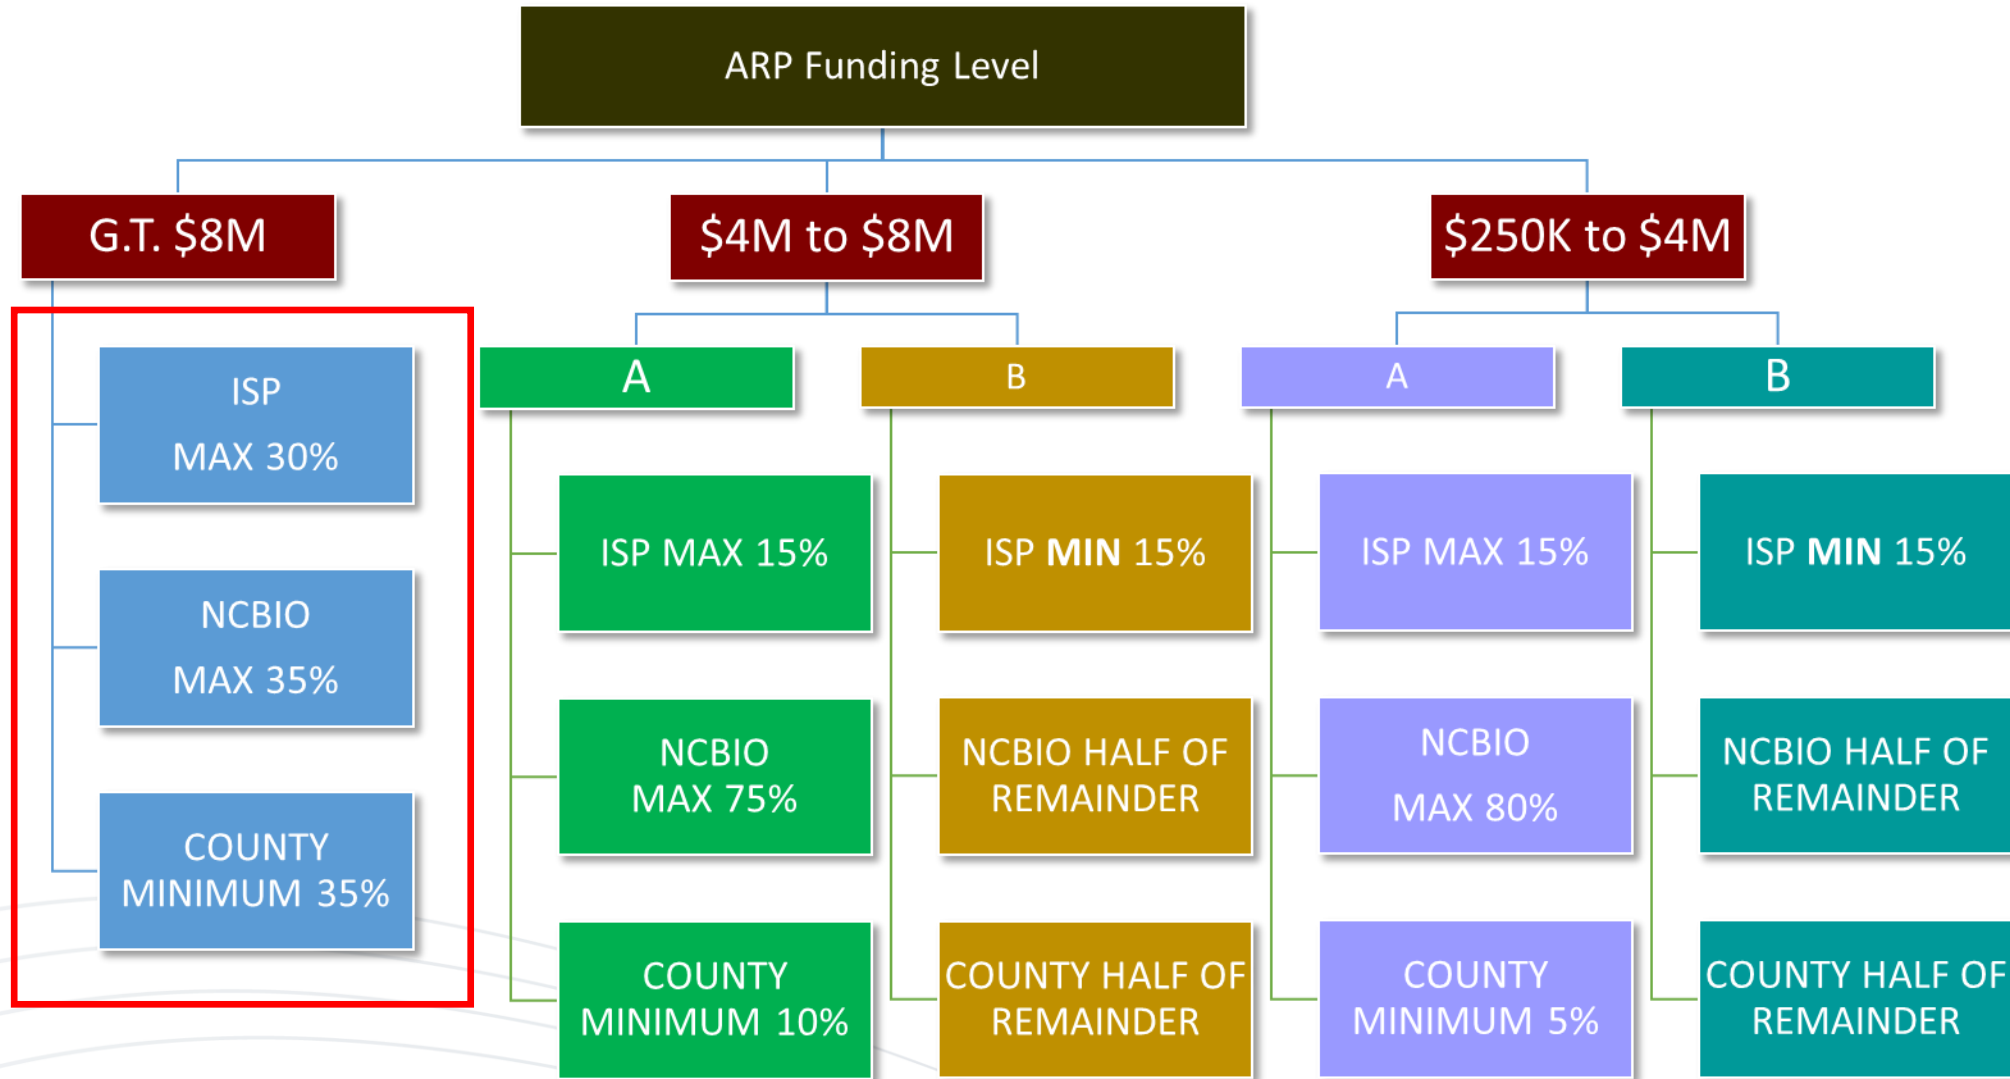 ARP Funding Level
G.T. $8M
$4M to $8M
$250K to $4M
ISP
MAX 30%
NCBIO
MAX 35%
COUNTY
MINIMUM 35%
A
ISP MAX 15%
NCBIO
MAX 75%
COUNTY
MINIMUM 10%
B
ISP MIN 15%
NCBIO HALF OF
REMAINDER
COUNTY HALF OF
REMAINDER
A
ISP MAX 15%
NCBIO
MAX 80%
COUNTY
MINIMUM 5%
B
ISP MIN 15%
NCBIO HALF OF
REMAINDER
COUNTY HALF OF
REMAINDER